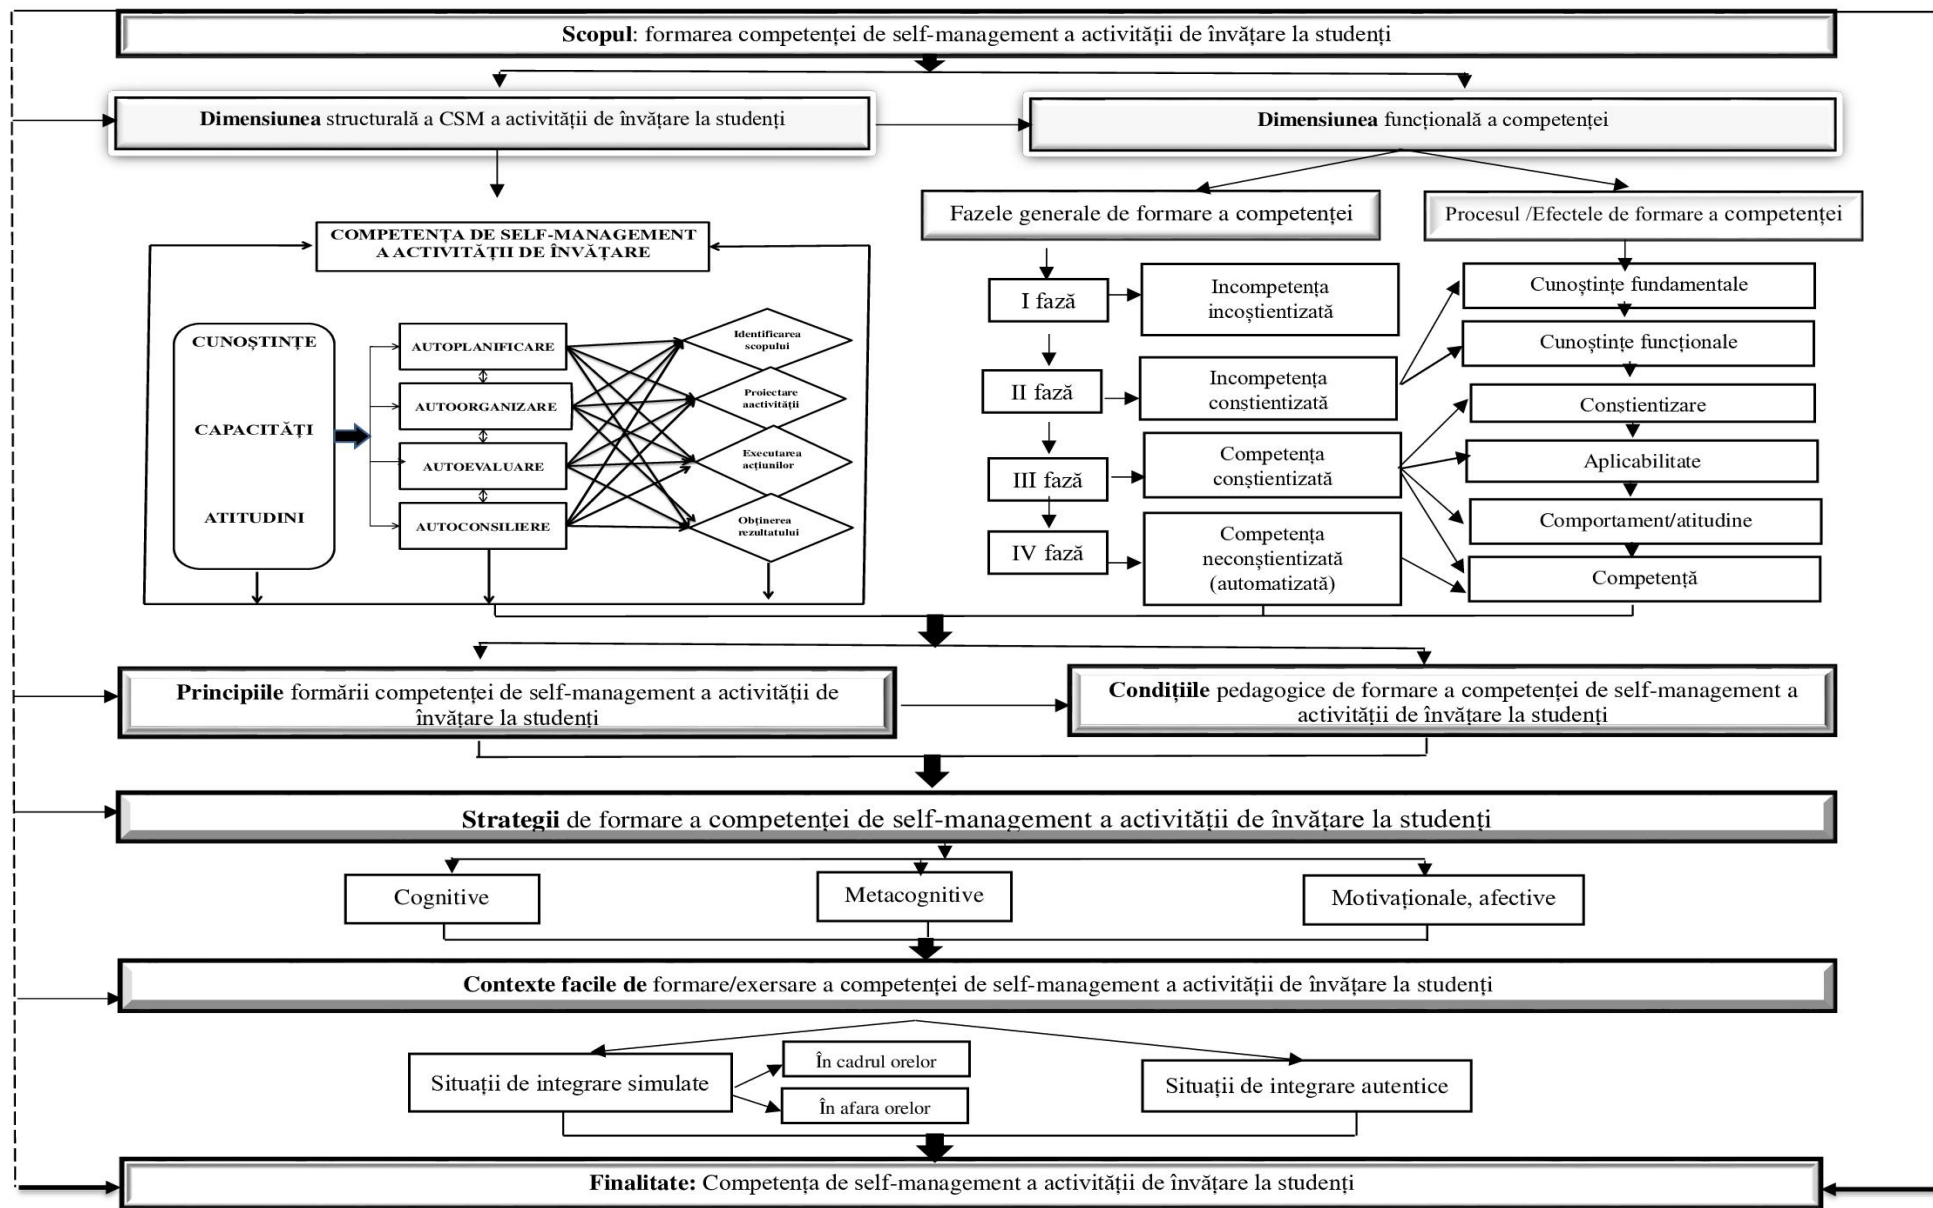 Scopul: formarea competenței de self-management a activității de învățare la studenți
Dimensiunea structurală a CSM a activității de învățare la studenți
Dimensiunea funcțională a competenței
COMPETENȚA DE SELF-MANAGEMENT
A ACTIVITĂȚII DE ÎNVĂȚARE
CUNOȘTINȚE
CAPACITĂȚI
ATITUDINI
AUTOPLANIFICARE
AUTOORGANIZARE
AUTOEVALUARE
AUTOCONSILIERE
Identificarea
scopului
Proiectare
aactivității
Executarea
acțiunilor
Obținerea
rezultatului
Fazele generale de formare a competenței
I fază
II fază
III fază
IV fază
Incompetența
incoștientizată
Incompetența
conștientizată
Competența
conștientizată
Competența
neconștientizată
(automatizată)
Procesul /Efectele de formare a competenței
Cunoștințe fundamentale
Cunoștințe funcționale
Conștientizare
Aplicabilitate
Comportament/atitudine
Competență
Principiile formării competenței de self-management a activității de
învățare la studenți
Condițiile pedagogice de formare a competenței de self-management a
activității de învățare la studenți
Strategii de formare a competenței de self-management a activității de învățare la studenți
Cognitive
Metacognitive
Motivaționale, afective
Contexte facile de formare/exersare a competenței de self-management a activității de învățare la studenți
Situații de integrare simulate
În cadrul orelor
În afara orelor
Situații de integrare autentice
Finalitate: Competența de self-management a activității de învățare la studenți